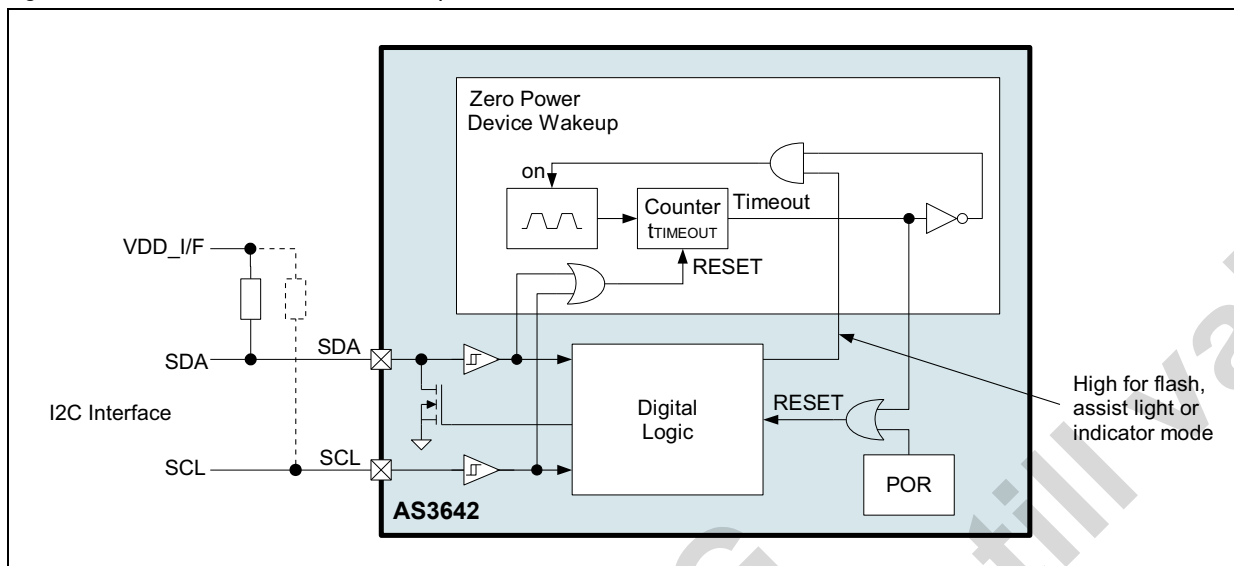 Zero Power
Device Wakeup
on
Counter
tTIMEOUT
Timeout
RESET
VDD_I/F
SDA
SDA
I2C Interface
SCL
SCL
Digital
Logic
RESET
POR
High for flash,
assist light or
indicator mode
AS3642